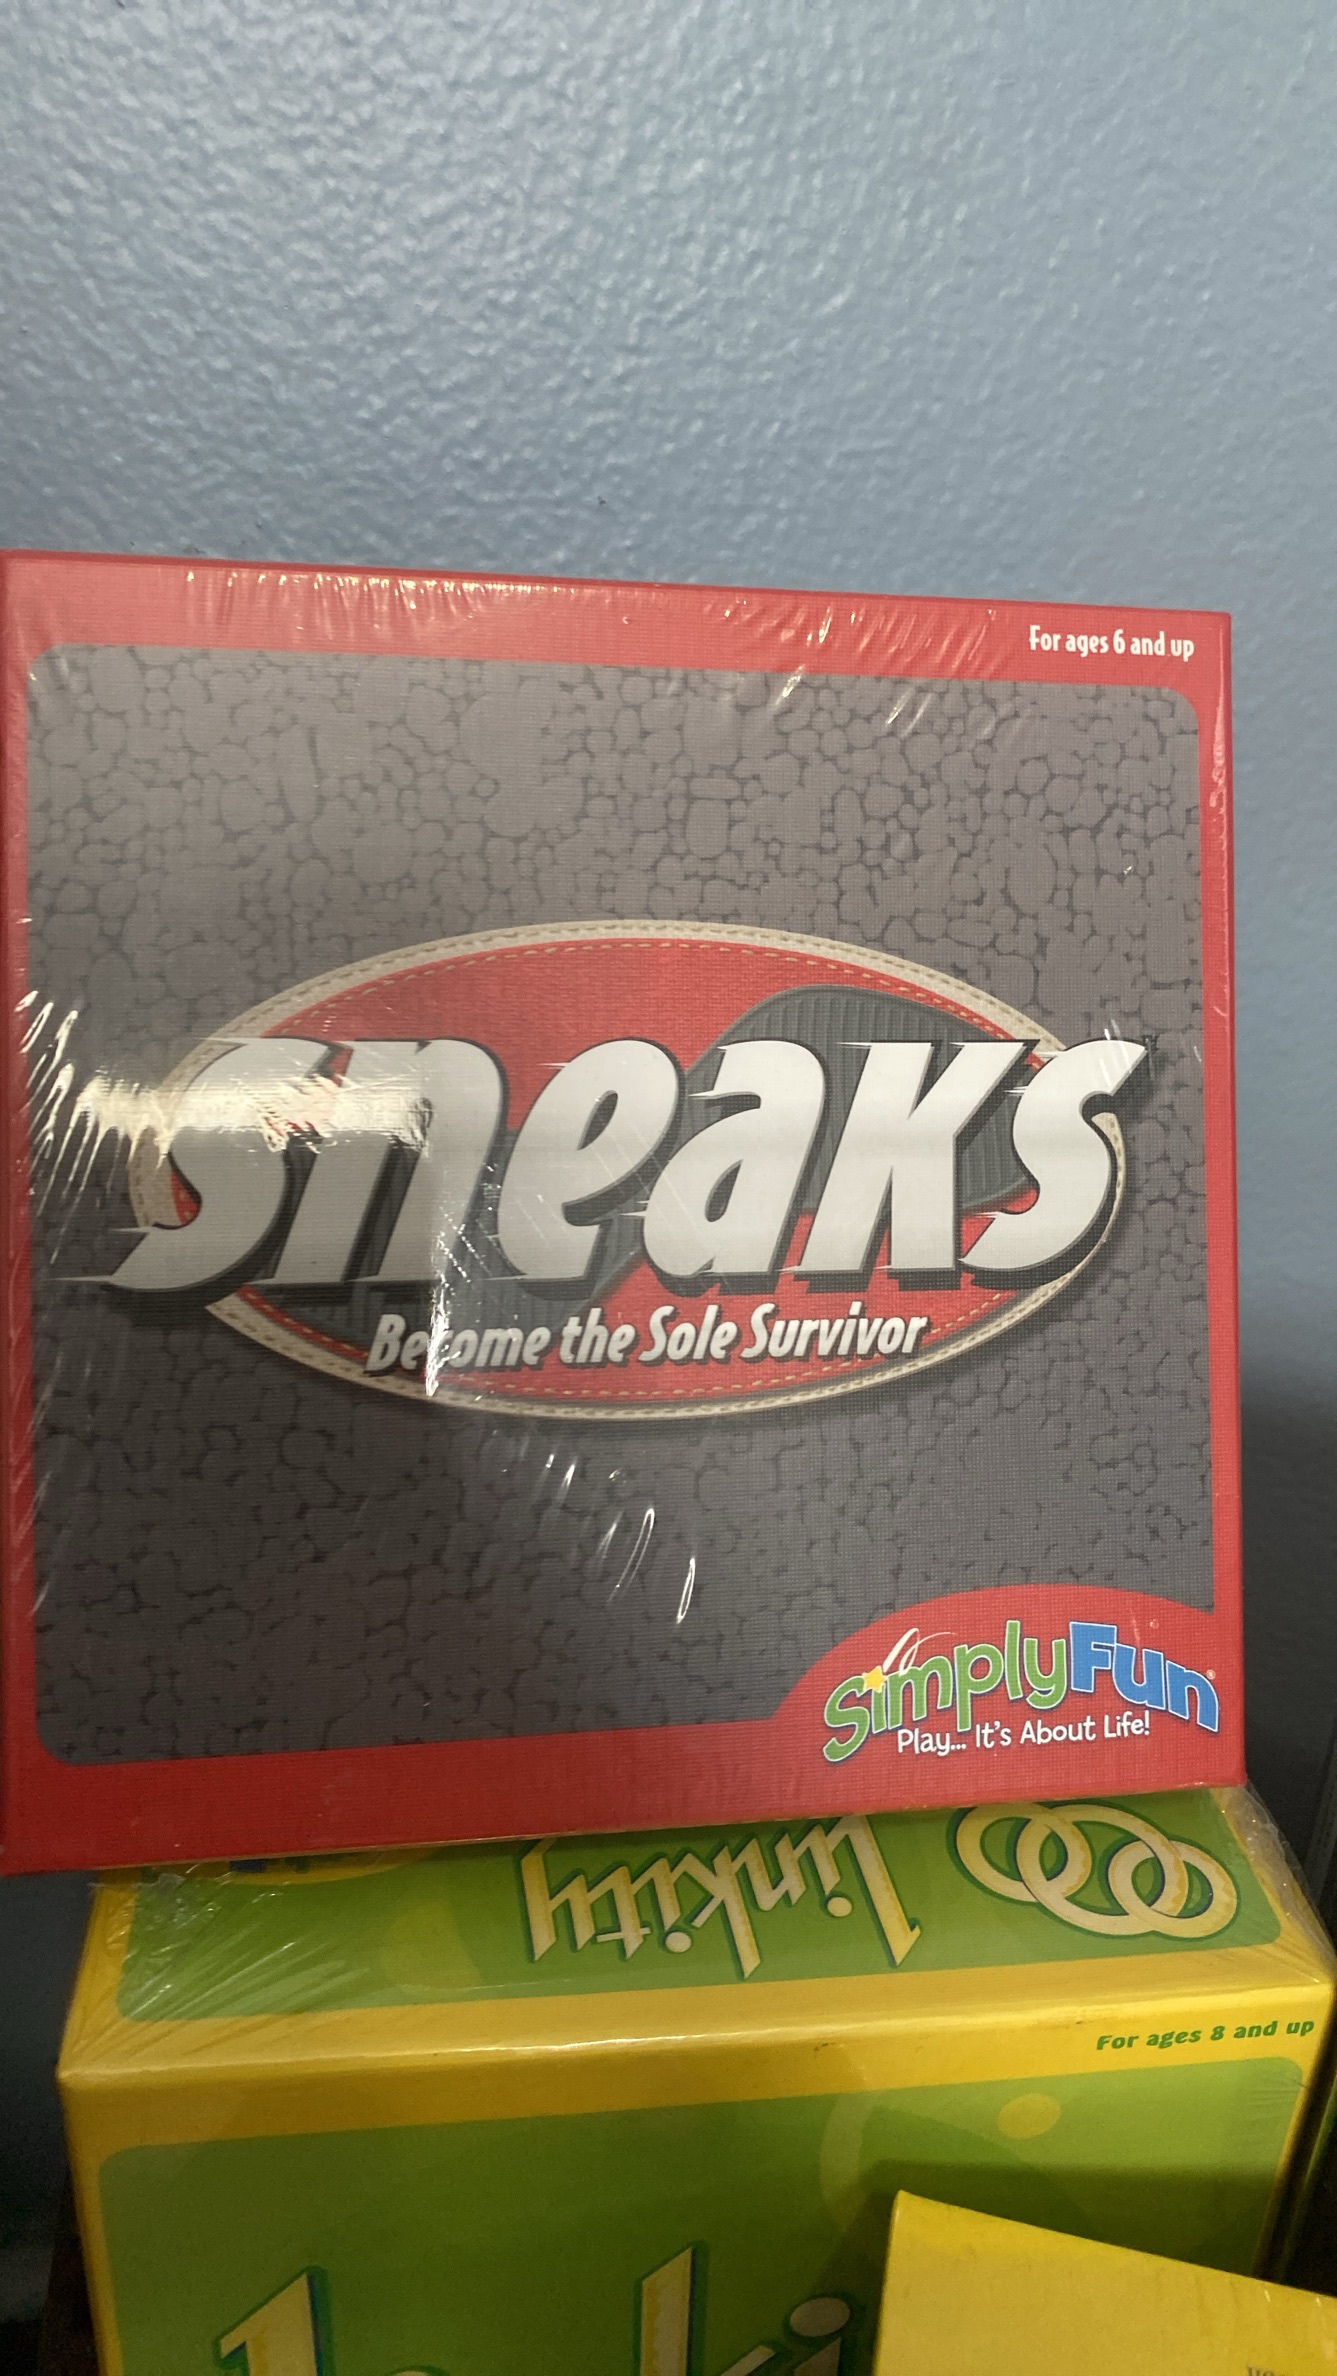 For ages 6 and up
sneaks
Become the Sole Survivor
SimplyFun®
Play... It's About Life!
Linkity
For ages 8 and up